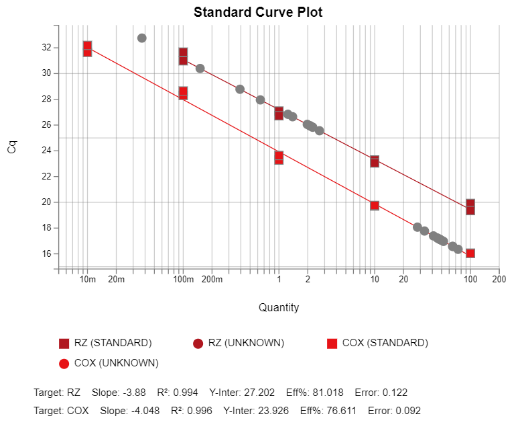 Standard Curve Plot
32
30
28
26
24
22
20
18
16
Cq
10m 20m 100m 200m 1 2 10 20 100 200
Quantity
RZ (STANDARD) RZ (UNKNOWN) COX (STANDARD)
COX (UNKNOWN)
Target: RZ Slope: -3.88 R²: 0.994 Y-Inter: 27.202 Eff%: 81.018 Error: 0.122
Target: COX Slope: -4.048 R²: 0.996 Y-Inter: 23.926 Eff%: 76.611 Error: 0.092